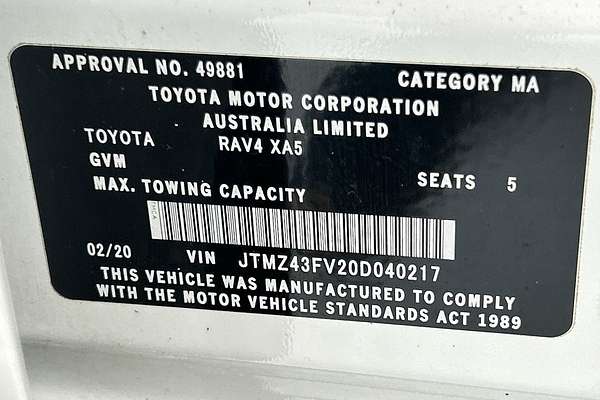 APPROVAL NO. 49881 CATEGORY MA
TOYOTA MOTOR CORPORATION
AUSTRALIA LIMITED
TOYOTA RAV4 XA5
GVM
MAX. TOWING CAPACITY SEATS 5
02/20 VIN JTMZ43FV20D040217
THIS VEHICLE WAS MANUFACTURED TO COMPLY
WITH THE MOTOR VEHICLE STANDARDS ACT 1989